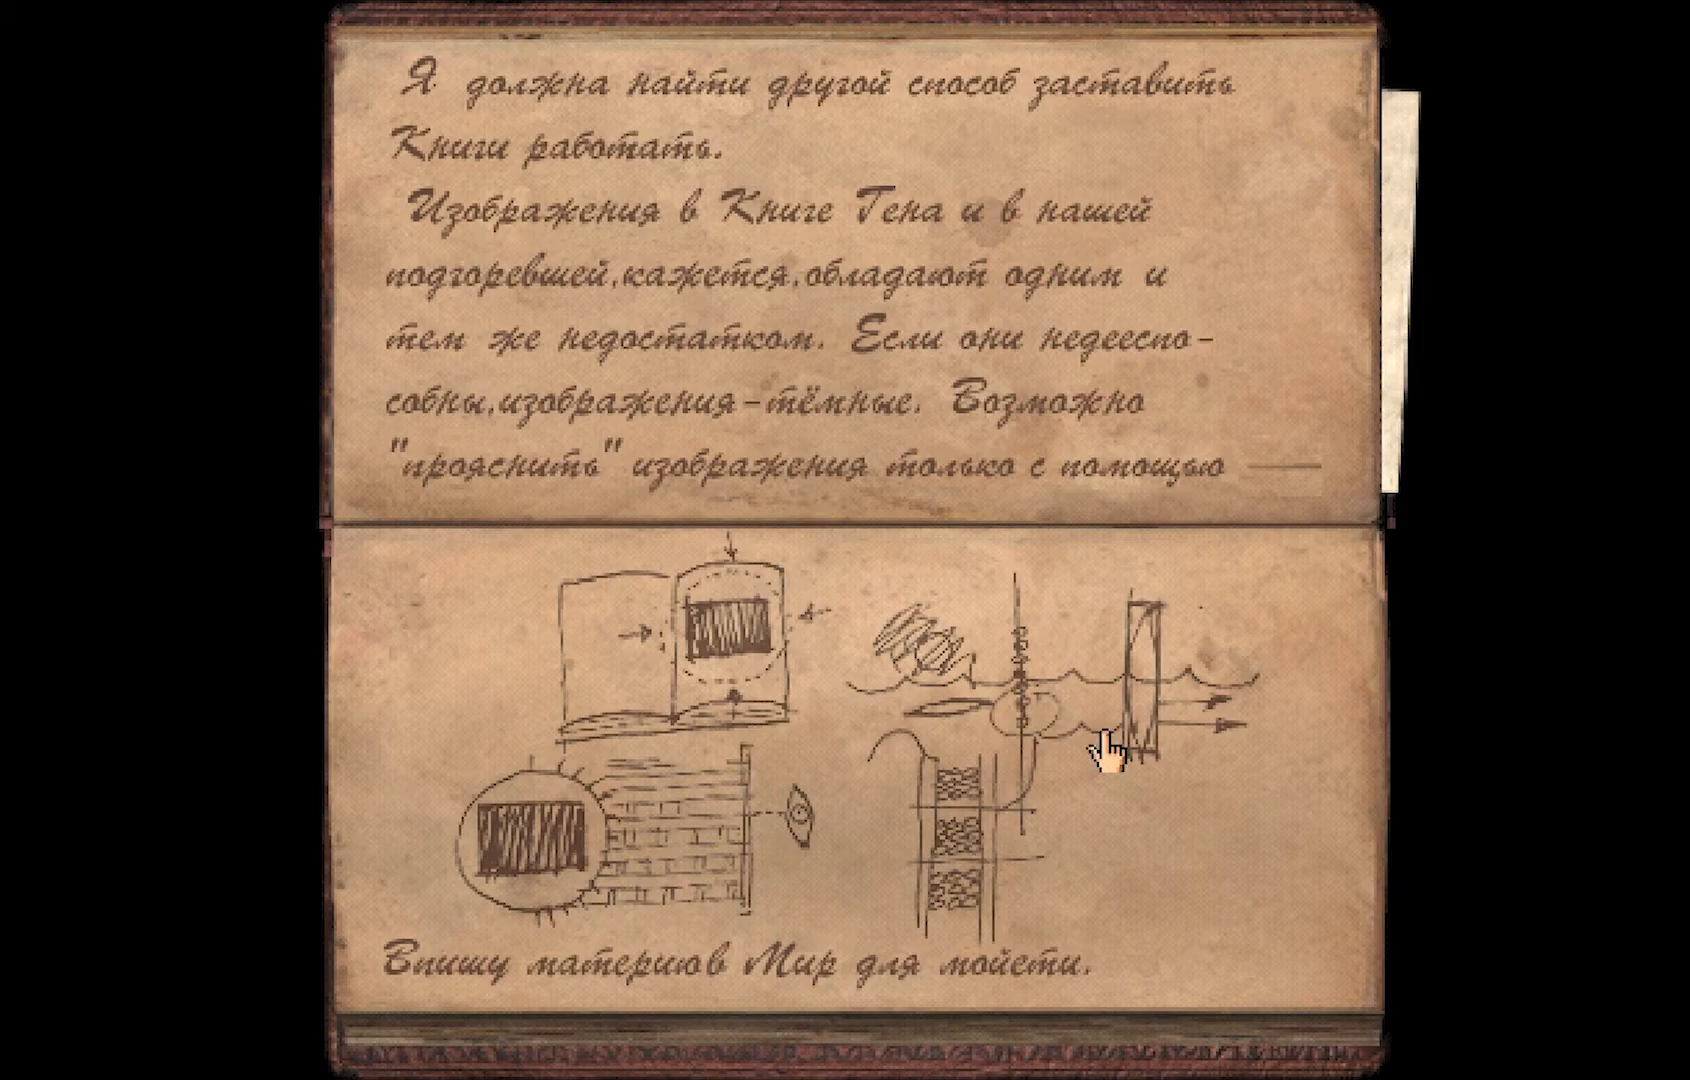 Я должна найти другой способ заставить
Книги работать.
Изображения в Книге Гена и в нашей
подгоревшей,кажется,обладают одним и
тем же недостатком. Если они недееспо-
собны,изображения-тёмные. Возможно
"прояснить" изображения только с помощью
Впишу материюв Мир для мойети.